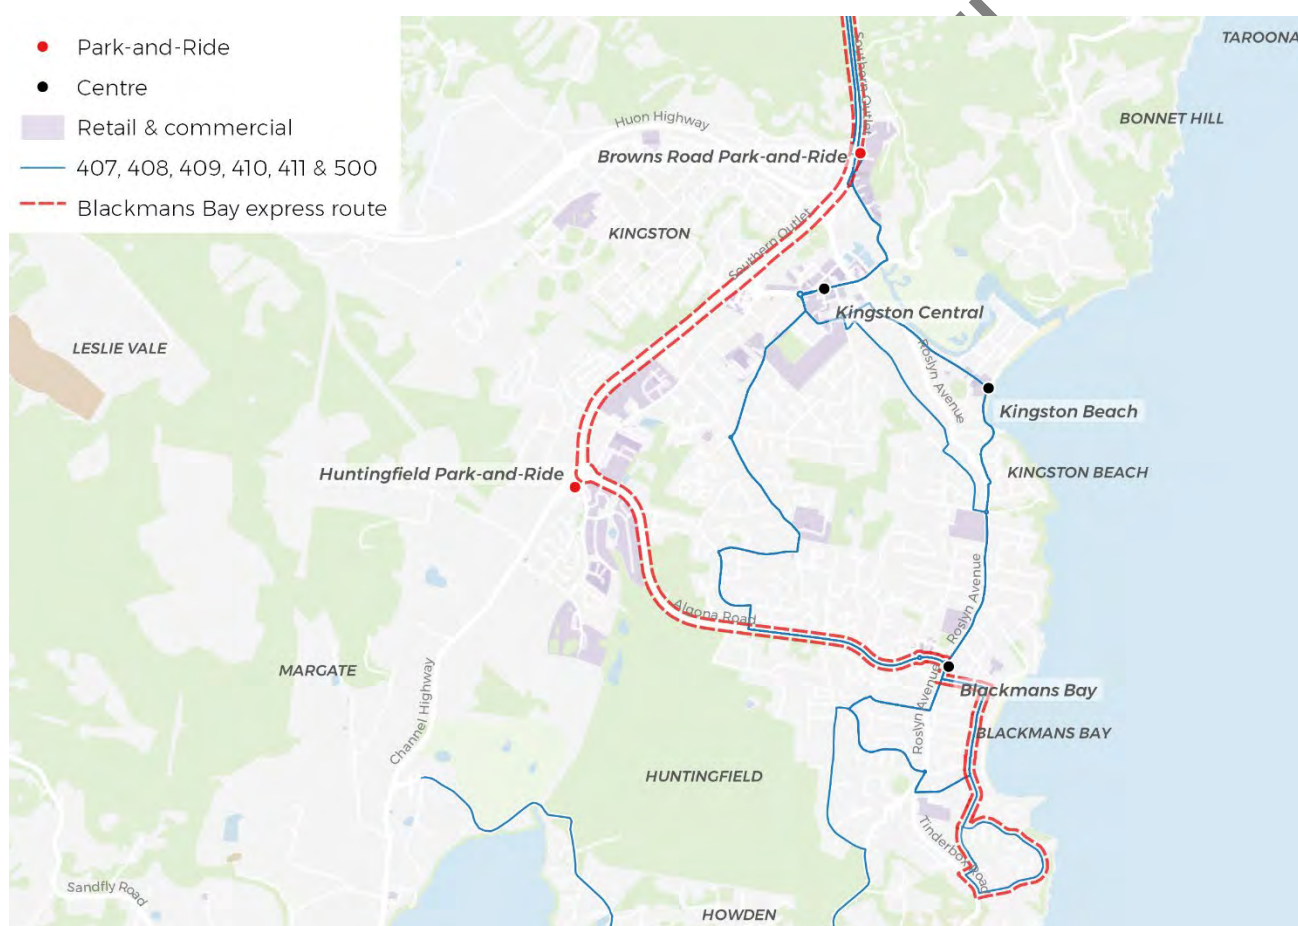 Park-and-Ride
Centre
Retail & commercial
407, 408, 409, 410, 411 & 500
Blackmans Bay express route
TAROONA
Southern Outlet
Huon Highway
BONNET HILL
Browns Road Park-and-Ride
KINGSTON
Southern Outlet
Kingston Central
LESLIE VALE
Roslyn Avenue
Kingston Beach
Huntingfield Park-and-Ride
KINGSTON BEACH
Roslyn Avenue
Algona Road
MARGATE
Channel Highway
Roslyn Avenue
Blackmans Bay
BLACKMANS BAY
HUNTINGFIELD
Tinderbox Road
Sandfly Road
HOWDEN